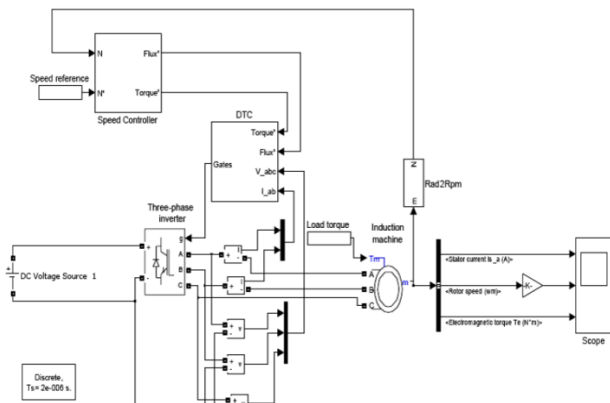 N
Flux*
Speed reference
N*
Torque*
Speed Controller
DTC
Torque*
Flux*
Gates
V_abc
I_ab
N
Rad2Rpm
m
Three-phase
inverter
Load torque
Induction
machine
g
+
A
B
-
C
Tm
A
B
C
m
DC Voltage Source 1
<Stator current is_a (A)>
<Rotor speed (wm)>
-K-
<Electromagnetic torque Te (N*m)>
Scope
+
-
i
+
-
i
+
-
v
+
-
v
+
Discrete,
Ts= 2e-006 s.